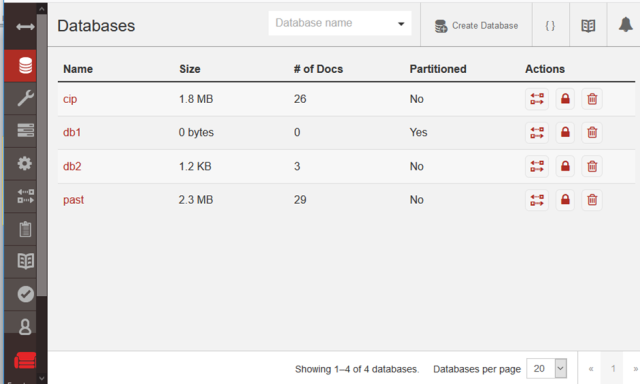 Databases
Database name
Create Database
{ }
Name Size # of Docs Partitioned Actions
cip 1.8 MB 26 No
db1 0 bytes 0 Yes
db2 1.2 KB 3 No
past 2.3 MB 29 No
Showing 1–4 of 4 databases. Databases per page 20 « 1 »